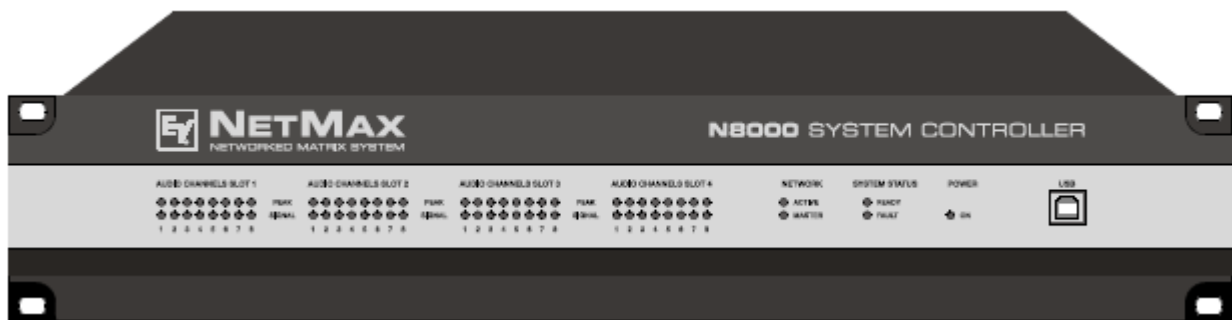 EV NETMAX
NETWORKED MATRIX SYSTEM
N8000 SYSTEM CONTROLLER
AUDIO CHANNELS SLOT 1
AUDIO CHANNELS SLOT 2
AUDIO CHANNELS SLOT 3
AUDIO CHANNELS SLOT 4
NETWORK
SYSTEM STATUS
POWER
USB
PEAK
PEAK
PEAK
ACTIVE
READY
SIGNAL
SIGNAL
SIGNAL
MASTER
FAULT
ON
1 2 3 4 5 6 7 8
1 2 3 4 5 6 7 8
1 2 3 4 5 6 7 8
1 2 3 4 5 6 7 8